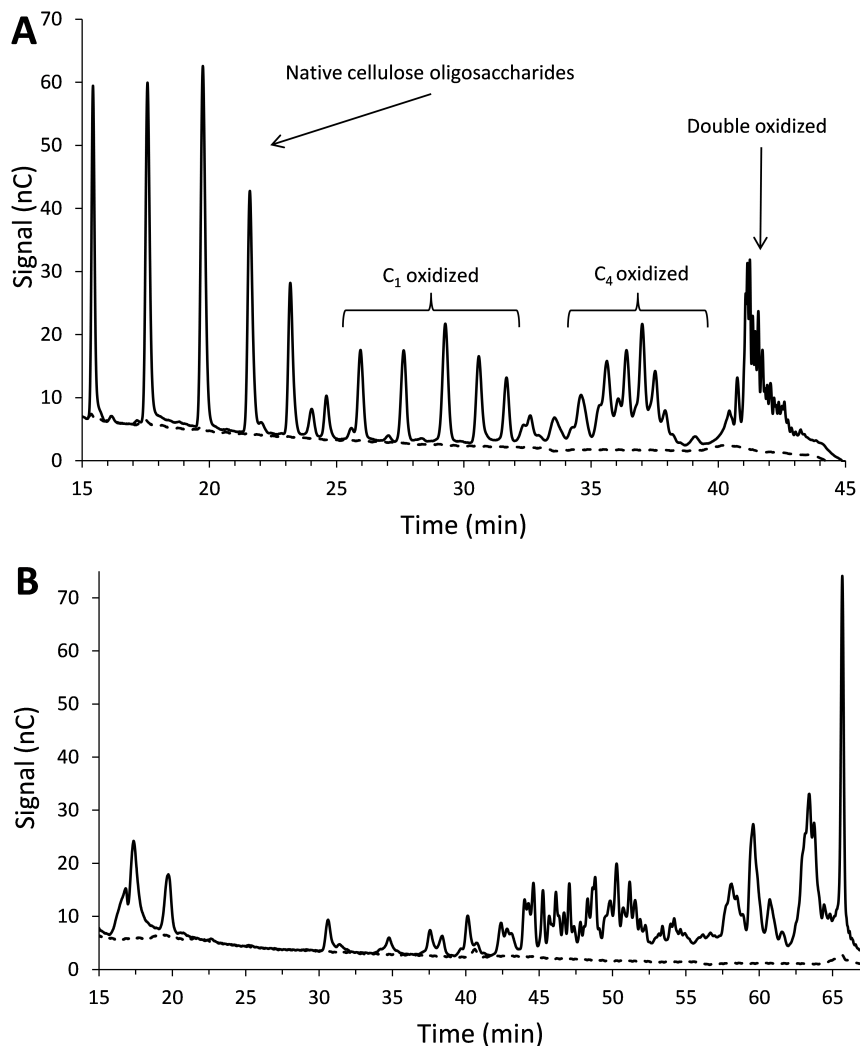 A
70
60
50
40
30
20
10
0
Signal (nC)
Native cellulose oligosaccharides
Double oxidized
C₁ oxidized
C₄ oxidized
15 20 25 30 35 40 45
Time (min)
B
70
60
50
40
30
20
10
0
Signal (nC)
15 20 25 30 35 40 45 50 55 60 65
Time (min)